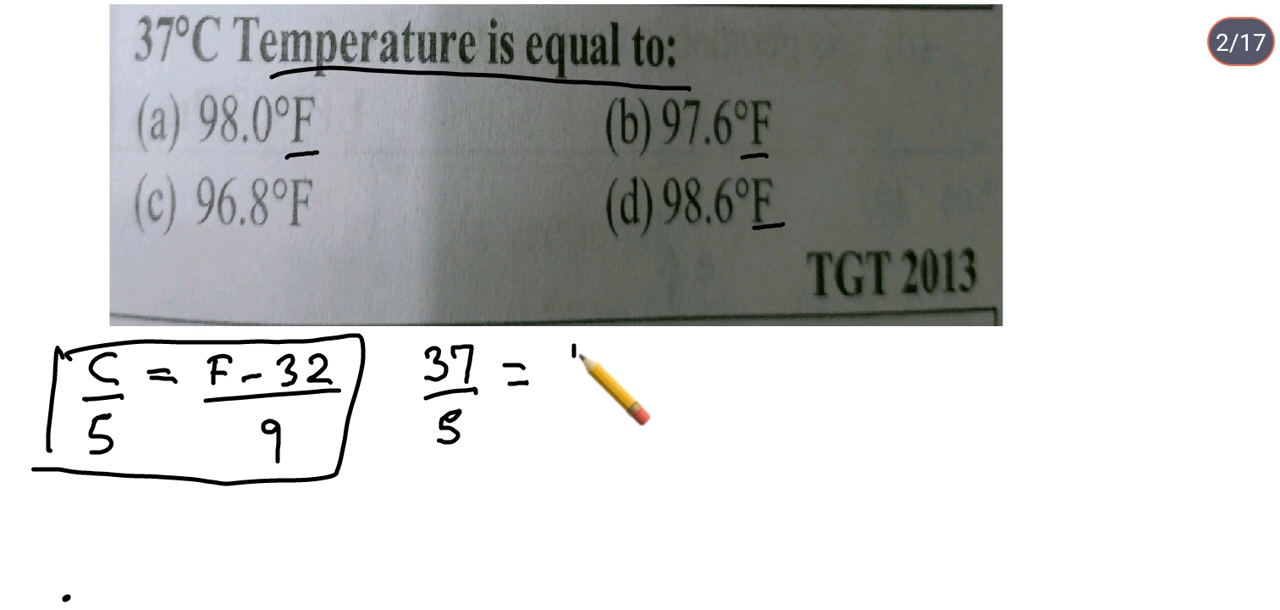 37°C Temperature is equal to:
2/17
(a) 98.0°F (b) 97.6°F
(c) 96.8°F (d) 98.6°F
TGT 2013
C/5 = F-32/9 37/5 =